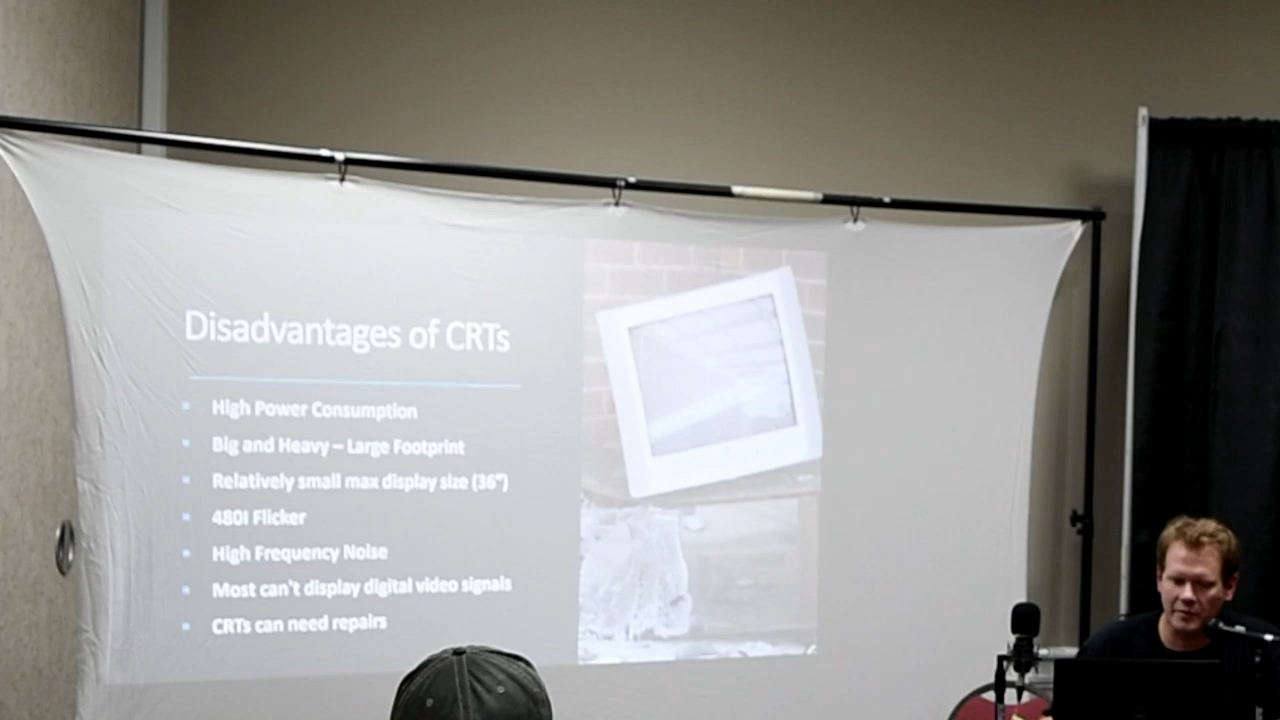 Disadvantages of CRTs
High Power Consumption
Big and Heavy – Large Footprint
Relatively small max display size (36")
480I Flicker
High Frequency Noise
Most can't display digital video signals
CRTs can need repairs